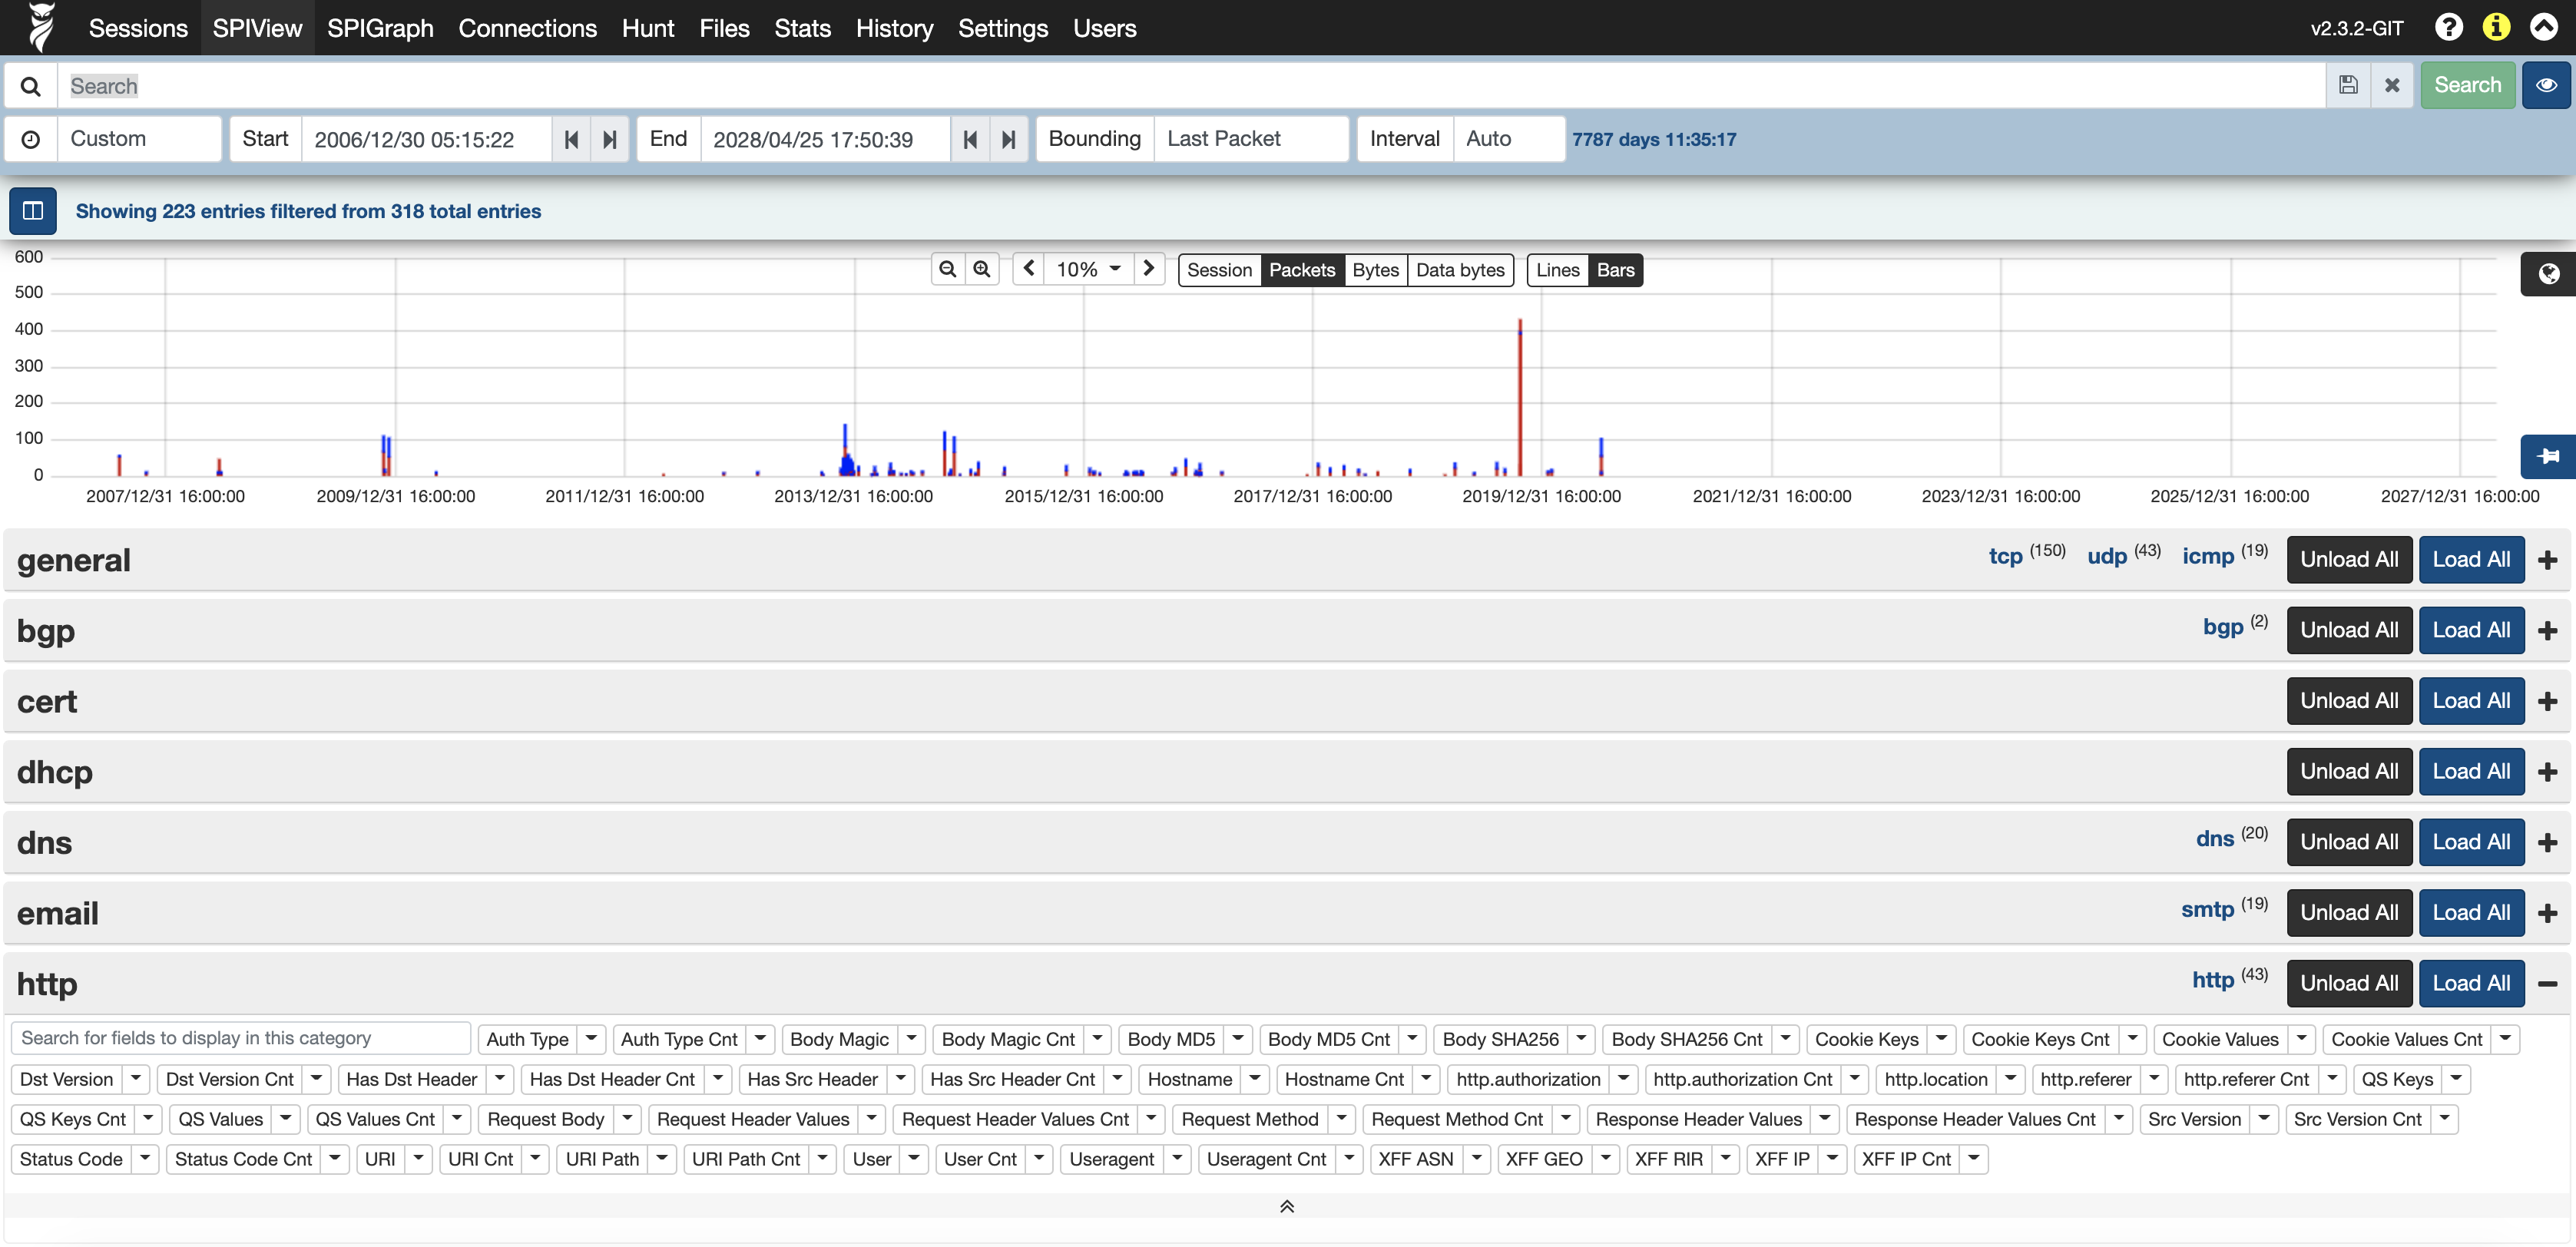 Sessions SPIView SPIGraph Connections Hunt Files Stats History Settings Users v2.3.2-GIT
Search Search
Custom Start 2006/12/30 05:15:22 End 2028/04/25 17:50:39 Bounding Last Packet Interval Auto 7787 days 11:35:17
Showing 223 entries filtered from 318 total entries
10% Session Packets Bytes Data bytes Lines Bars
600
500
400
300
200
100
0
2007/12/31 16:00:00 2009/12/31 16:00:00 2011/12/31 16:00:00 2013/12/31 16:00:00 2015/12/31 16:00:00 2017/12/31 16:00:00 2019/12/31 16:00:00 2021/12/31 16:00:00 2023/12/31 16:00:00 2025/12/31 16:00:00 2027/12/31 16:00:00
general tcp (150) udp (43) icmp (19) Unload All Load All
bgp bgp (2) Unload All Load All
cert Unload All Load All
dhcp Unload All Load All
dns dns (20) Unload All Load All
email smtp (19) Unload All Load All
http http (43) Unload All Load All
Search for fields to display in this category Auth Type Auth Type Cnt Body Magic Body Magic Cnt Body MD5 Body MD5 Cnt Body SHA256 Body SHA256 Cnt Cookie Keys Cookie Keys Cnt Cookie Values Cookie Values Cnt
Dst Version Dst Version Cnt Has Dst Header Has Dst Header Cnt Has Src Header Has Src Header Cnt Hostname Hostname Cnt http.authorization http.authorization Cnt http.location http.referer http.referer Cnt QS Keys
QS Keys Cnt QS Values QS Values Cnt Request Body Request Header Values Request Header Values Cnt Request Method Request Method Cnt Response Header Values Response Header Values Cnt Src Version Src Version Cnt
Status Code Status Code Cnt URI URI Cnt URI Path URI Path Cnt User User Cnt Useragent Useragent Cnt XFF ASN XFF GEO XFF RIR XFF IP XFF IP Cnt